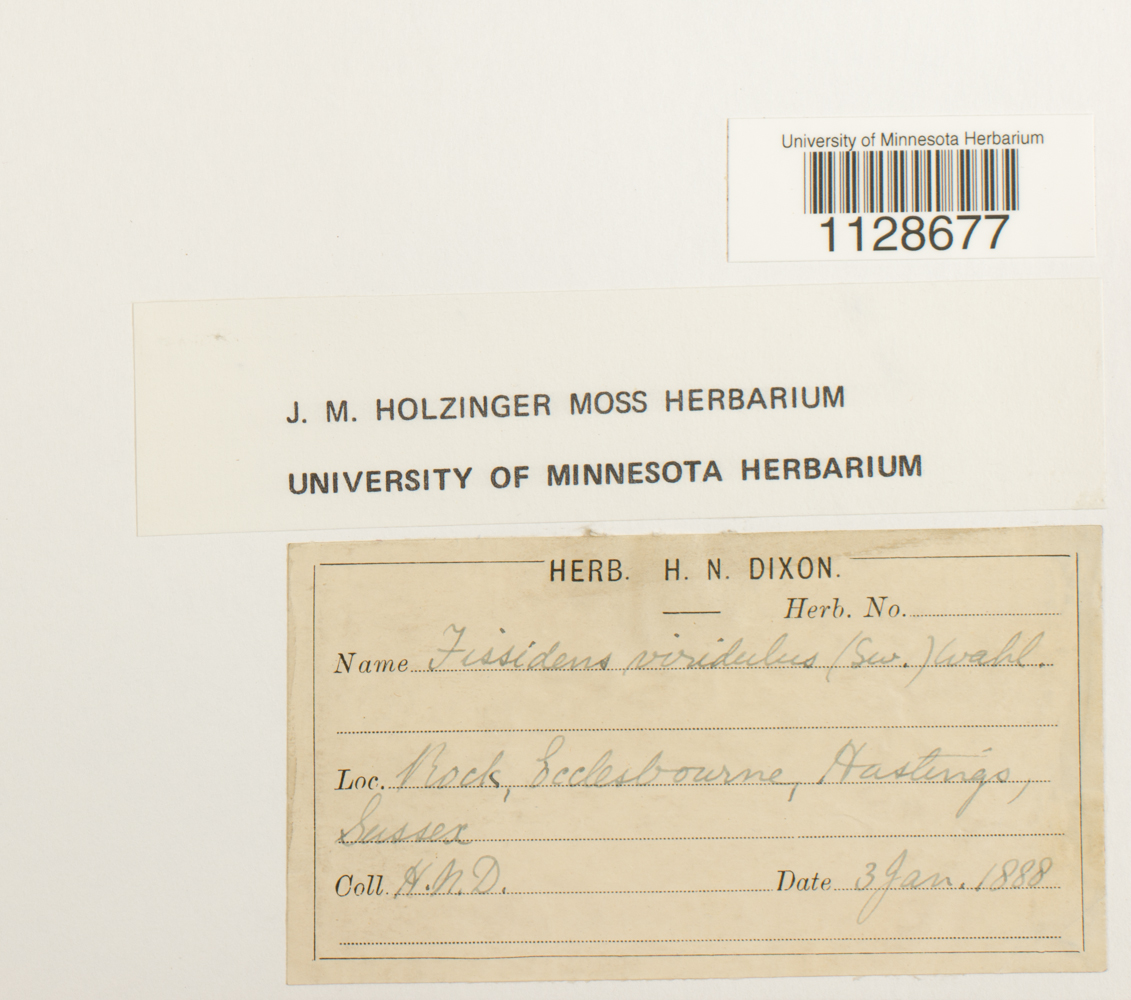 University of Minnesota Herbarium
1128677
J. M. HOLZINGER MOSS HERBARIUM
UNIVERSITY OF MINNESOTA HERBARIUM
HERB. H. N. DIXON.
Herb. No.
Name Fissidens viridulus (Sw.) Wahl.
Loc. Rock, Ecclesbourne, Hastings,
Sussex
Coll. H.N.D. Date 3 Jan. 1888